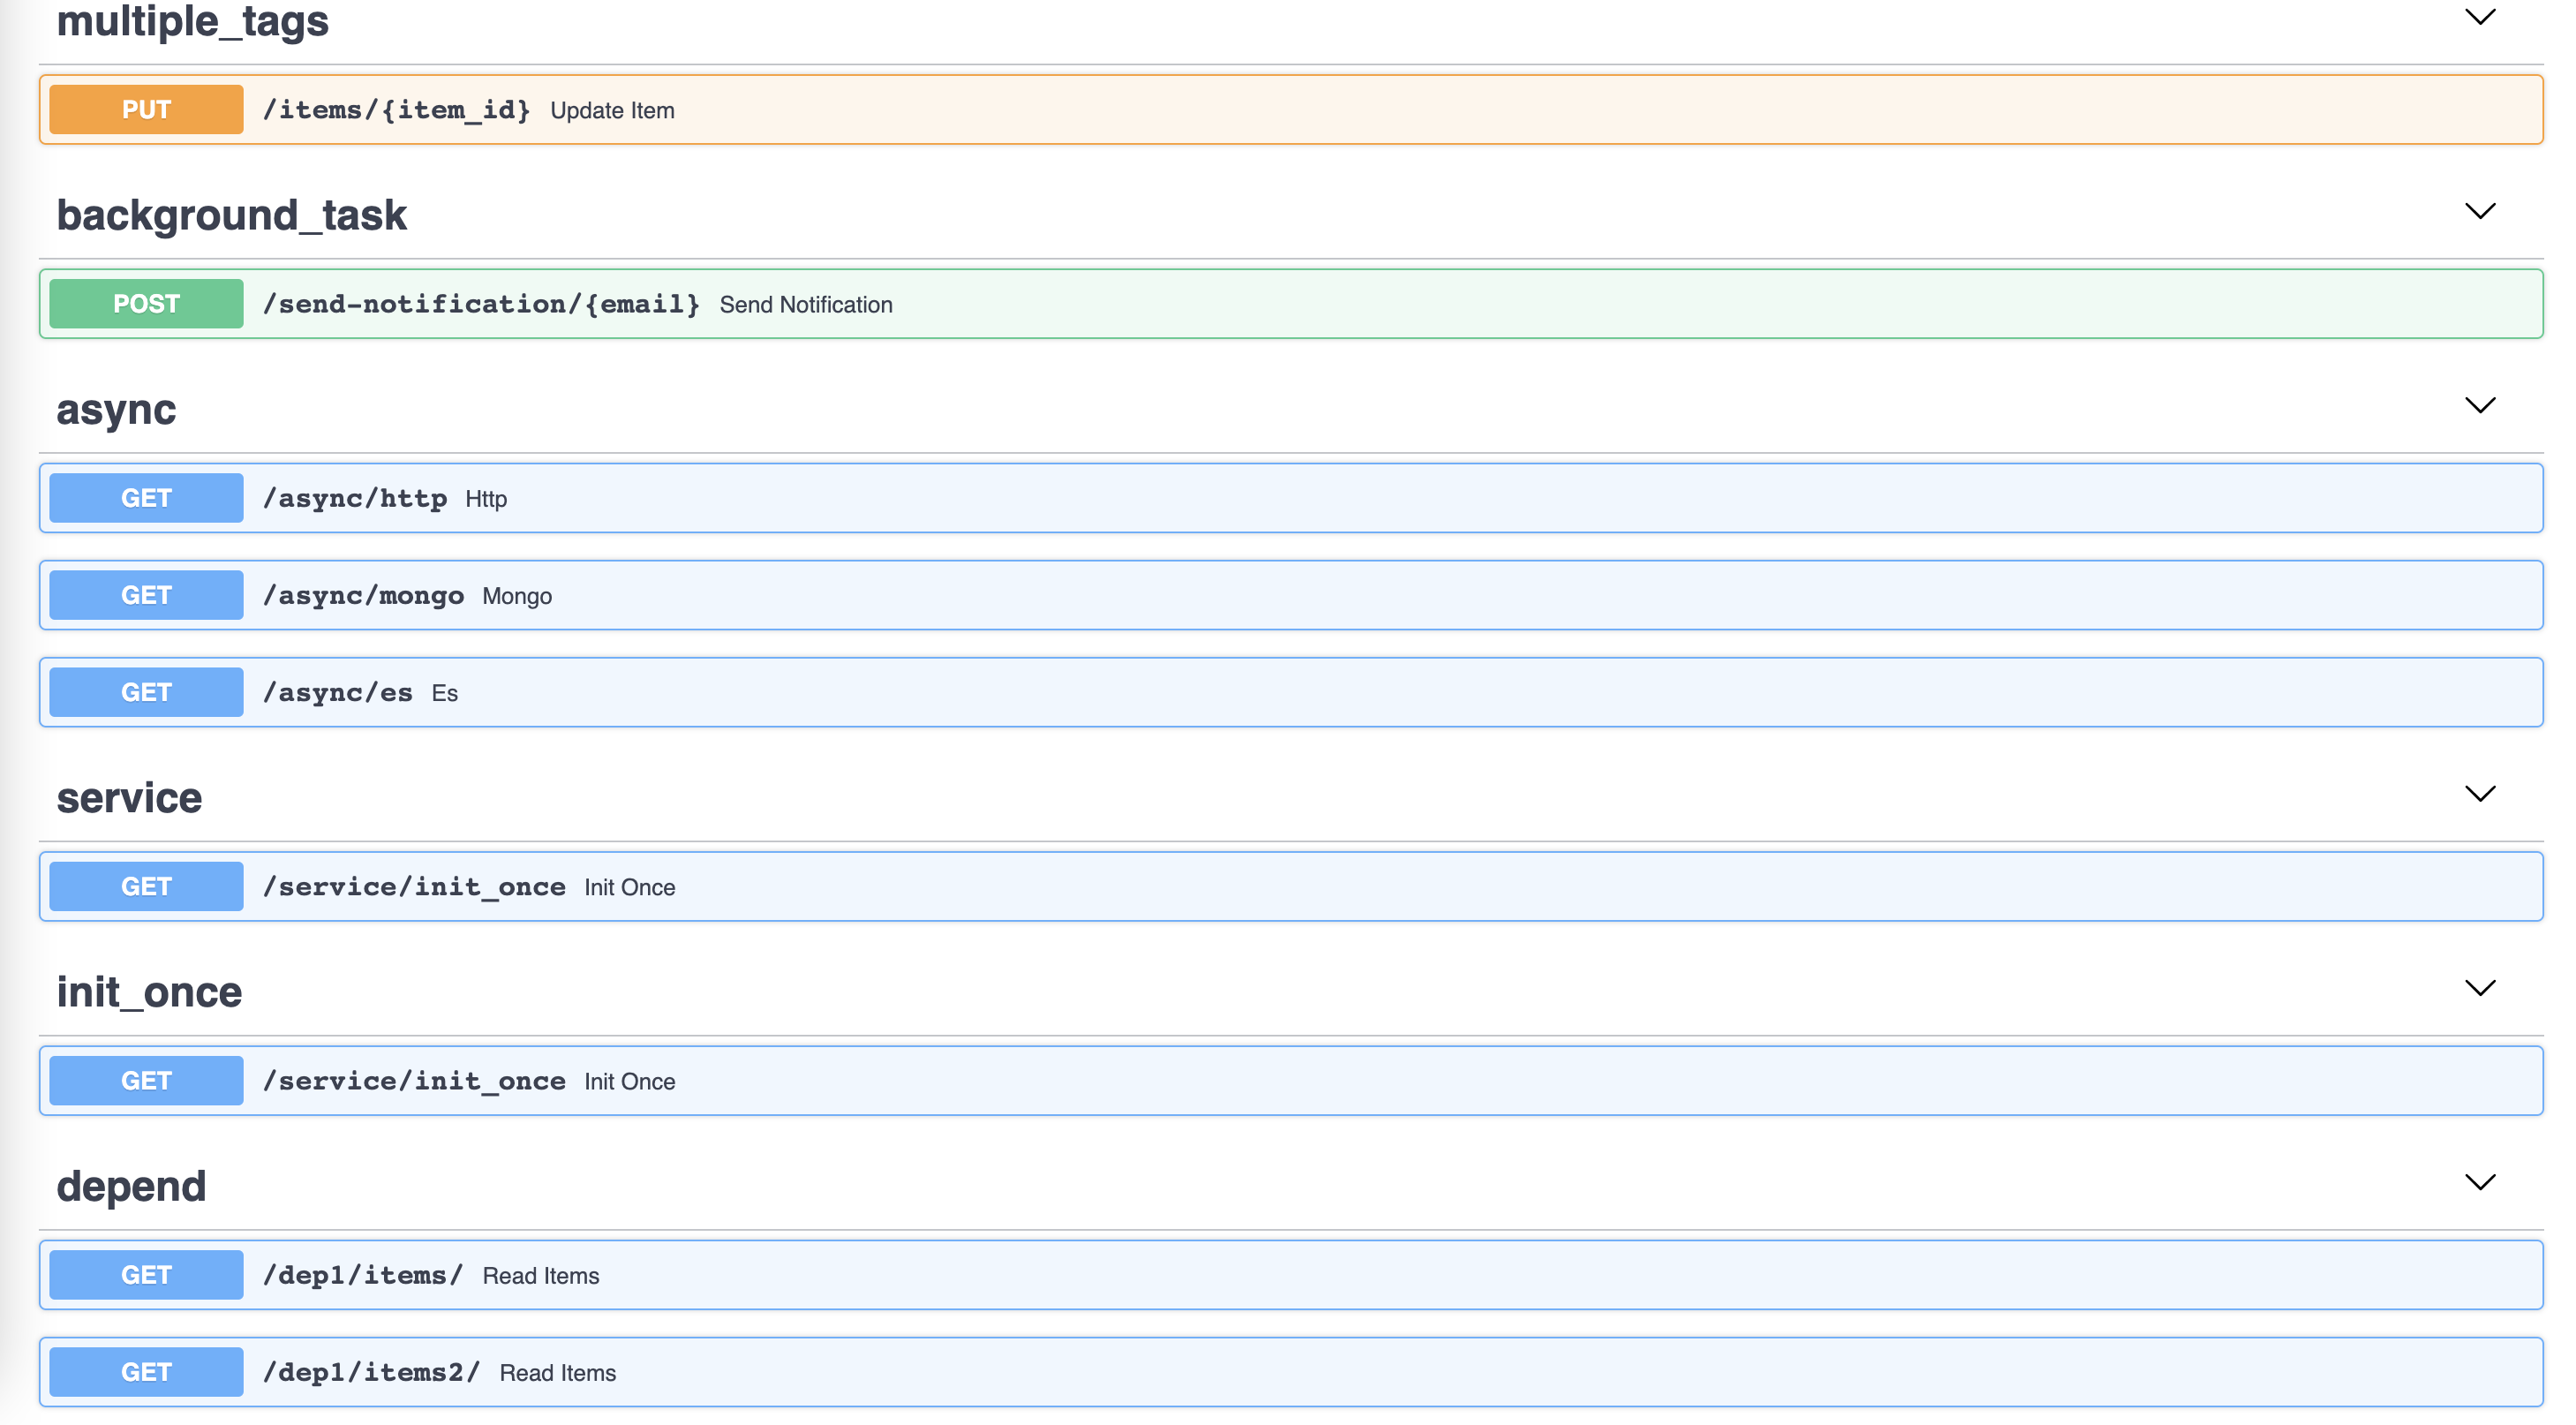 multiple_tags
PUT /items/{item_id} Update Item
background_task
POST /send-notification/{email} Send Notification
async
GET /async/http Http
GET /async/mongo Mongo
GET /async/es Es
service
GET /service/init_once Init Once
init_once
GET /service/init_once Init Once
depend
GET /dep1/items/ Read Items
GET /dep1/items2/ Read Items